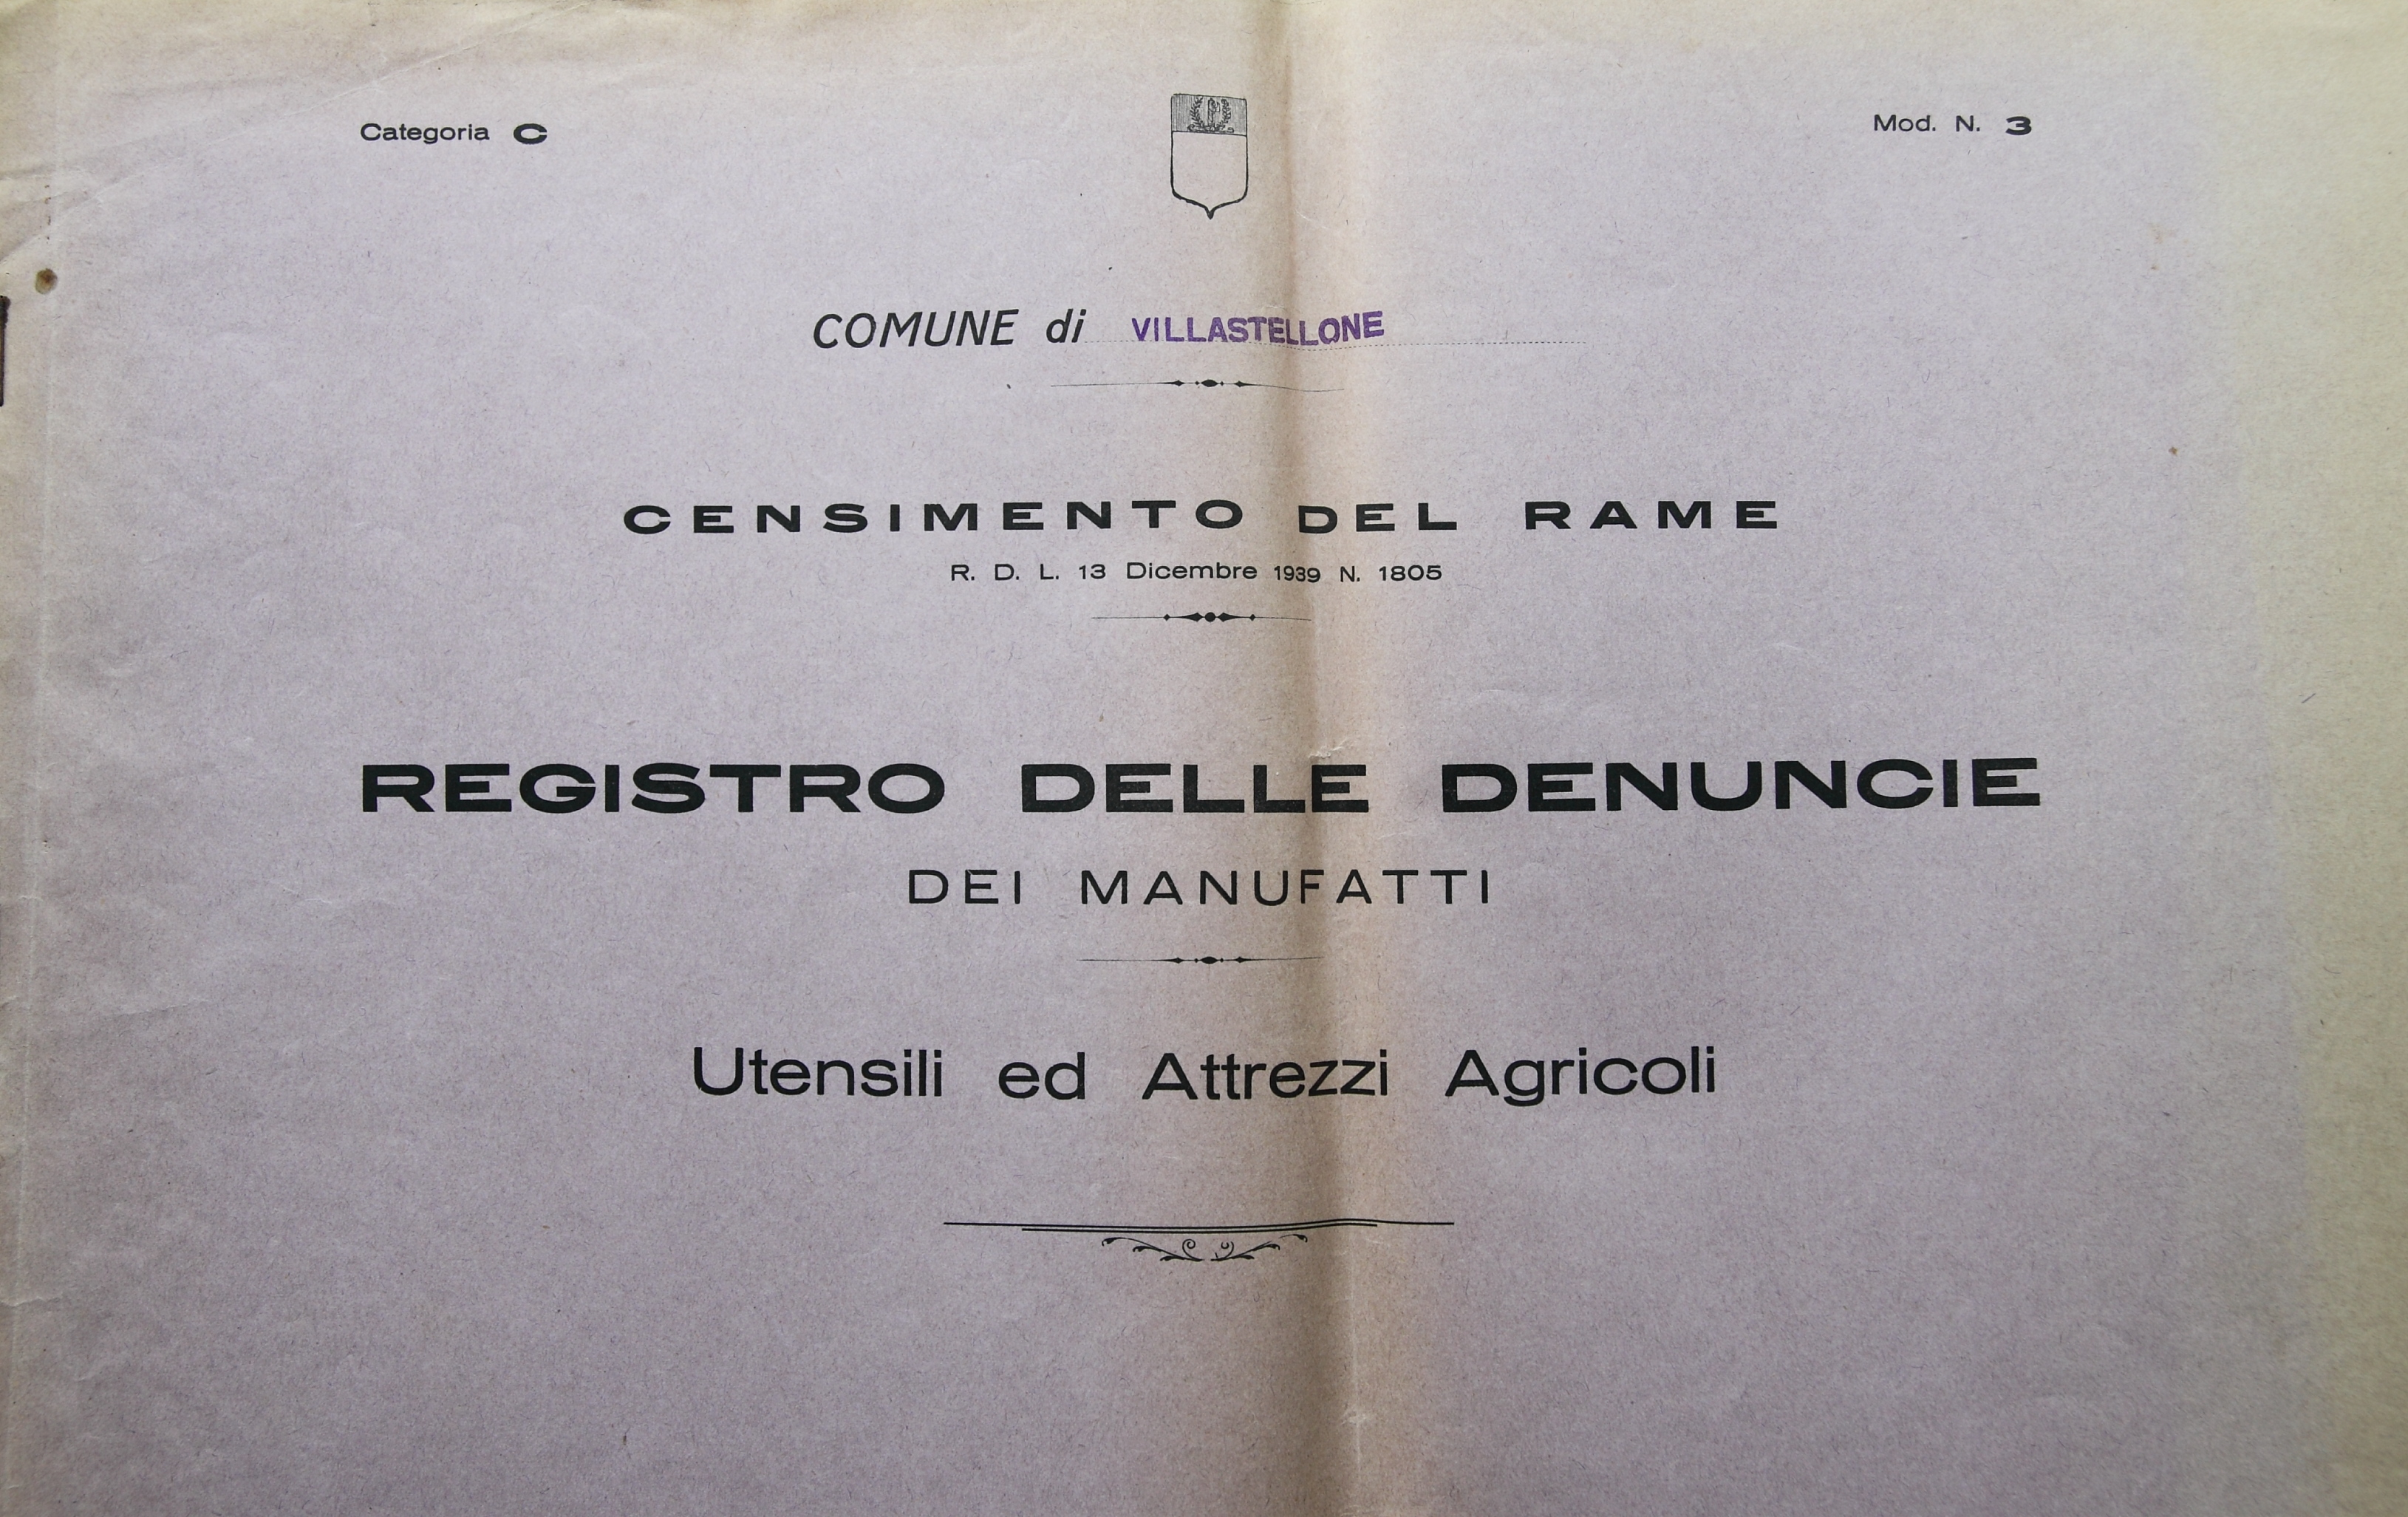 Categoria C
Mod. N. 3
COMUNE di VILLASTELLONE
CENSIMENTO DEL RAME
R. D. L. 13 Dicembre 1939 N. 1805
REGISTRO DELLE DENUNCIE
DEI MANUFATTI
Utensili ed Attrezzi Agricoli